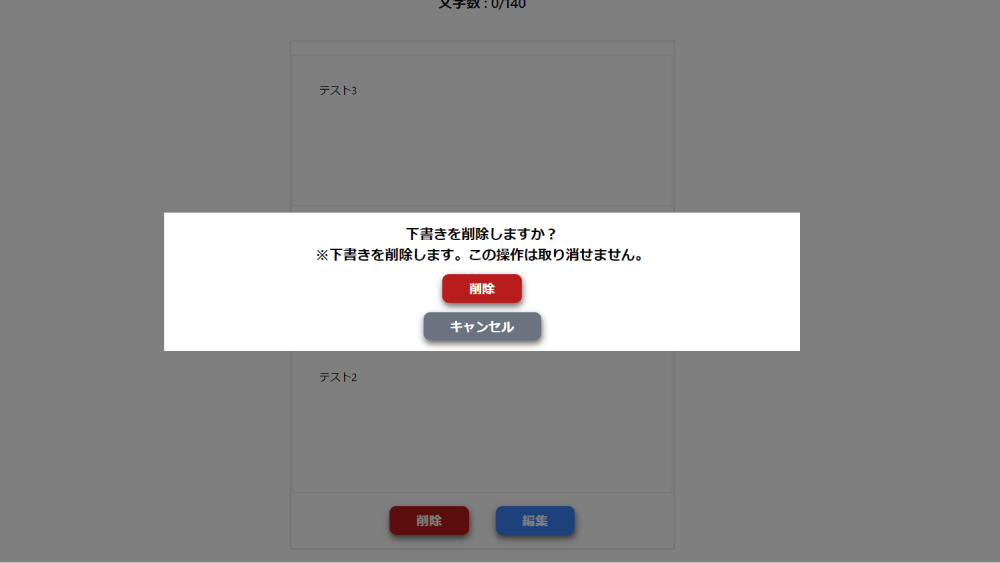 文字数 : 0/140
テスト3
下書きを削除しますか？
※下書きを削除します。この操作は取り消せません。
削除
キャンセル
テスト2
削除 編集